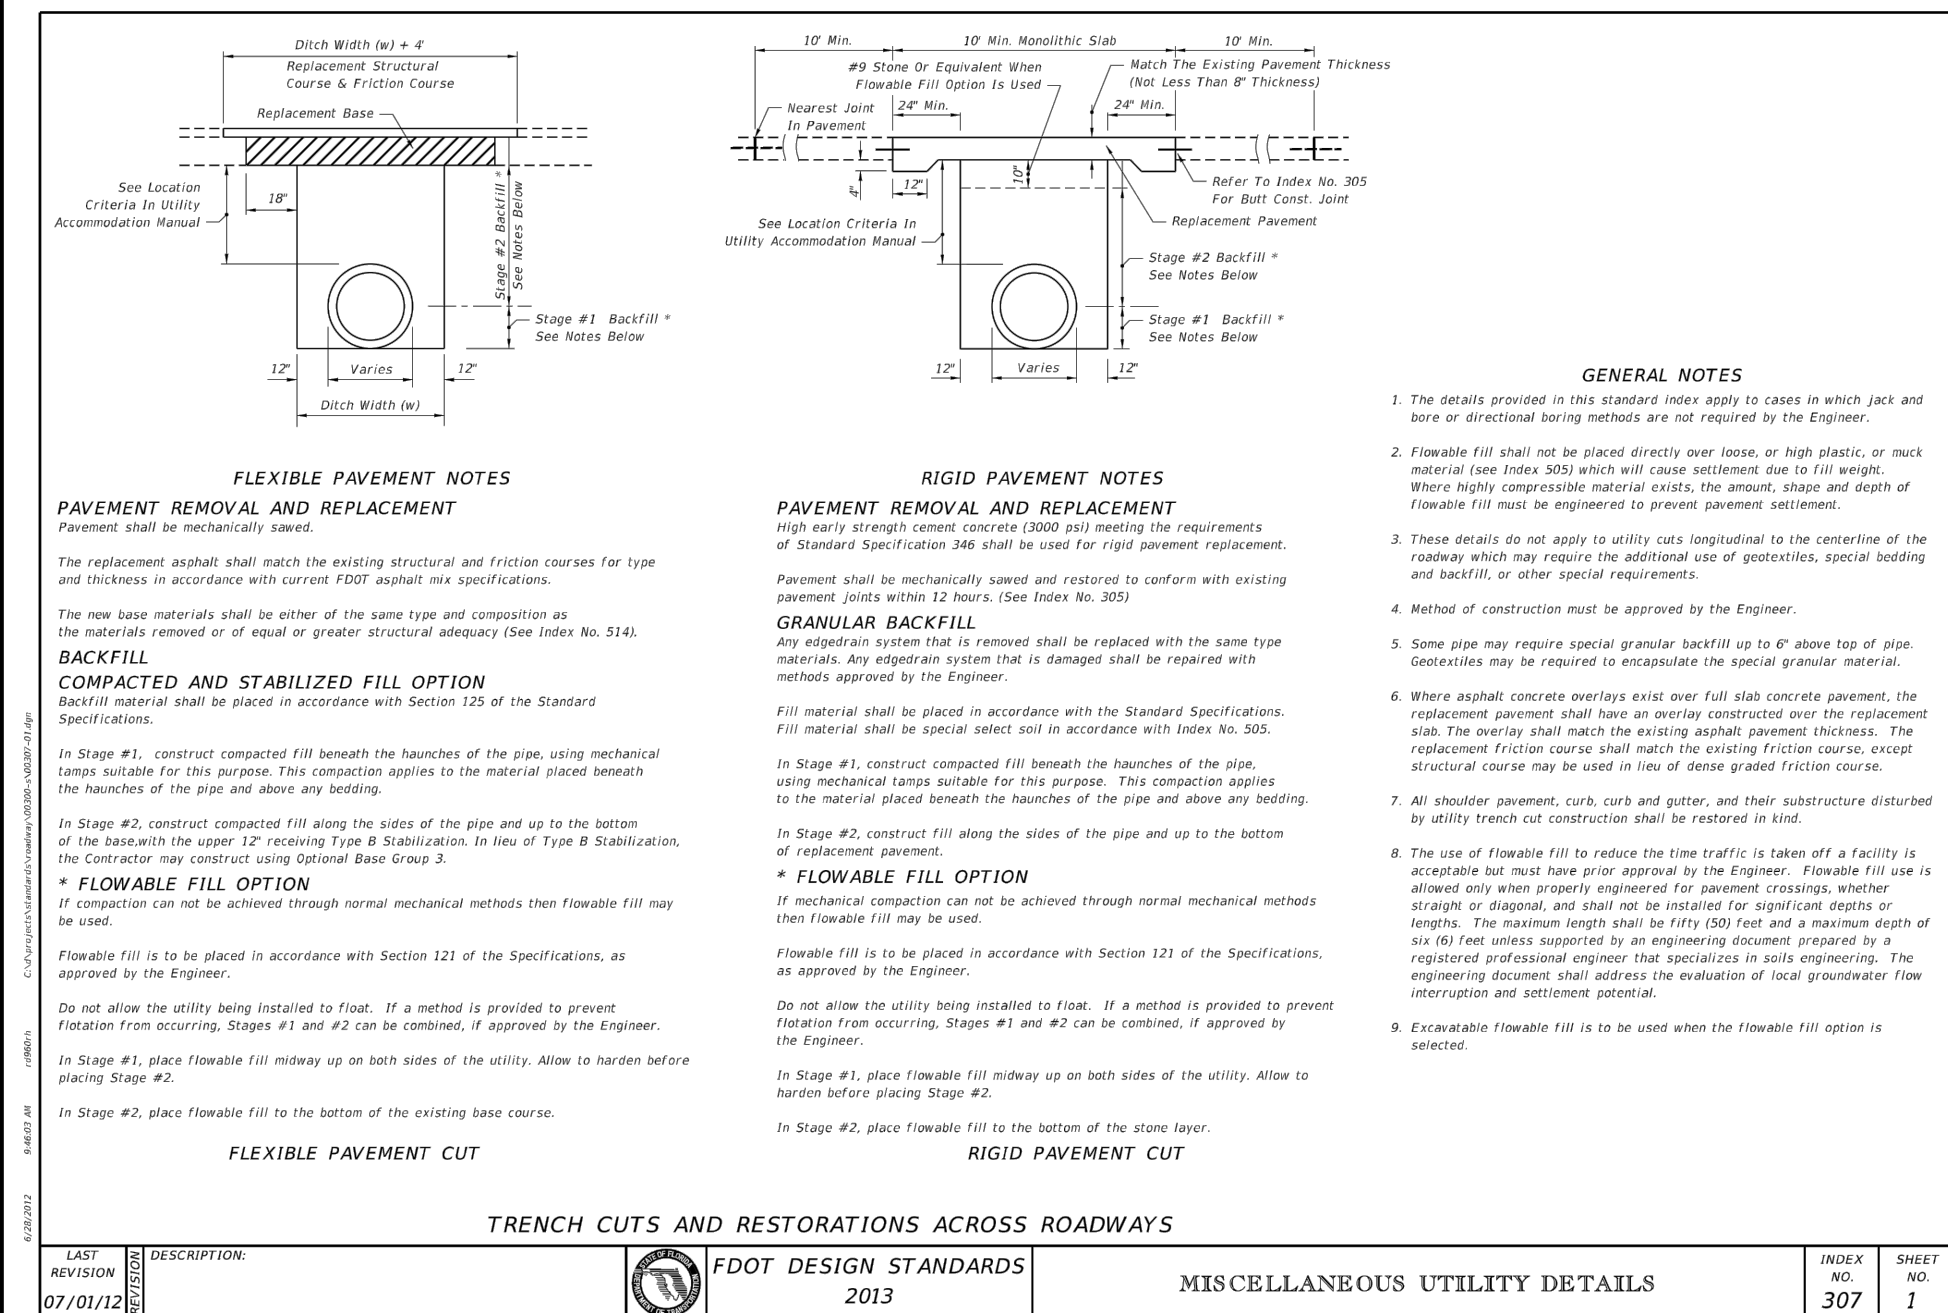 Ditch Width (w) + 4'
Replacement Structural
Course & Friction Course
Replacement Base
See Location
Criteria In Utility
Accommodation Manual
18"
Stage #2 Backfill *
See Notes Below
Stage #1 Backfill *
See Notes Below
12"
Varies
12"
Ditch Width (w)
10' Min.
10' Min. Monolithic Slab
10' Min.
#9 Stone Or Equivalent When
Flowable Fill Option Is Used
Match The Existing Pavement Thickness
(Not Less Than 8" Thickness)
Nearest Joint
In Pavement
24" Min.
24" Min.
4"
12"
10"
Refer To Index No. 305
For Butt Const. Joint
Replacement Pavement
See Location Criteria In
Utility Accommodation Manual
Stage #2 Backfill *
See Notes Below
Stage #1 Backfill *
See Notes Below
12"
Varies
12"
FLEXIBLE PAVEMENT NOTES
PAVEMENT REMOVAL AND REPLACEMENT
Pavement shall be mechanically sawed.
The replacement asphalt shall match the existing structural and friction courses for type
and thickness in accordance with current FDOT asphalt mix specifications.
The new base materials shall be either of the same type and composition as
the materials removed or of equal or greater structural adequacy (See Index No. 514).
BACKFILL
COMPACTED AND STABILIZED FILL OPTION
Backfill material shall be placed in accordance with Section 125 of the Standard
Specifications.
In Stage #1, construct compacted fill beneath the haunches of the pipe, using mechanical
tamps suitable for this purpose. This compaction applies to the material placed beneath
the haunches of the pipe and above any bedding.
In Stage #2, construct compacted fill along the sides of the pipe and up to the bottom
of the base,with the upper 12" receiving Type B Stabilization. In lieu of Type B Stabilization,
the Contractor may construct using Optional Base Group 3.
* FLOWABLE FILL OPTION
If compaction can not be achieved through normal mechanical methods then flowable fill may
be used.
Flowable fill is to be placed in accordance with Section 121 of the Specifications, as
approved by the Engineer.
Do not allow the utility being installed to float. If a method is provided to prevent
flotation from occurring, Stages #1 and #2 can be combined, if approved by the Engineer.
In Stage #1, place flowable fill midway up on both sides of the utility. Allow to harden before
placing Stage #2.
In Stage #2, place flowable fill to the bottom of the existing base course.
FLEXIBLE PAVEMENT CUT
RIGID PAVEMENT NOTES
PAVEMENT REMOVAL AND REPLACEMENT
High early strength cement concrete (3000 psi) meeting the requirements
of Standard Specification 346 shall be used for rigid pavement replacement.
Pavement shall be mechanically sawed and restored to conform with existing
pavement joints within 12 hours. (See Index No. 305)
GRANULAR BACKFILL
Any edgedrain system that is removed shall be replaced with the same type
materials. Any edgedrain system that is damaged shall be repaired with
methods approved by the Engineer.
Fill material shall be placed in accordance with the Standard Specifications.
Fill material shall be special select soil in accordance with Index No. 505.
In Stage #1, construct compacted fill beneath the haunches of the pipe,
using mechanical tamps suitable for this purpose. This compaction applies
to the material placed beneath the haunches of the pipe and above any bedding.
In Stage #2, construct fill along the sides of the pipe and up to the bottom
of replacement pavement.
* FLOWABLE FILL OPTION
If mechanical compaction can not be achieved through normal mechanical methods
then flowable fill may be used.
Flowable fill is to be placed in accordance with Section 121 of the Specifications,
as approved by the Engineer.
Do not allow the utility being installed to float. If a method is provided to prevent
flotation from occurring, Stages #1 and #2 can be combined, if approved by
the Engineer.
In Stage #1, place flowable fill midway up on both sides of the utility. Allow to
harden before placing Stage #2.
In Stage #2, place flowable fill to the bottom of the stone layer.
RIGID PAVEMENT CUT
GENERAL NOTES
1. The details provided in this standard index apply to cases in which jack and
bore or directional boring methods are not required by the Engineer.
2. Flowable fill shall not be placed directly over loose, or high plastic, or muck
material (see Index 505) which will cause settlement due to fill weight.
Where highly compressible material exists, the amount, shape and depth of
flowable fill must be engineered to prevent pavement settlement.
3. These details do not apply to utility cuts longitudinal to the centerline of the
roadway which may require the additional use of geotextiles, special bedding
and backfill, or other special requirements.
4. Method of construction must be approved by the Engineer.
5. Some pipe may require special granular backfill up to 6" above top of pipe.
Geotextiles may be required to encapsulate the special granular material.
6. Where asphalt concrete overlays exist over full slab concrete pavement, the
replacement pavement shall have an overlay constructed over the replacement
slab. The overlay shall match the existing asphalt pavement thickness. The
replacement friction course shall match the existing friction course, except
structural course may be used in lieu of dense graded friction course.
7. All shoulder pavement, curb, curb and gutter, and their substructure disturbed
by utility trench cut construction shall be restored in kind.
8. The use of flowable fill to reduce the time traffic is taken off a facility is
acceptable but must have prior approval by the Engineer. Flowable fill use is
allowed only when properly engineered for pavement crossings, whether
straight or diagonal, and shall not be installed for significant depths or
lengths. The maximum length shall be fifty (50) feet and a maximum depth of
six (6) feet unless supported by an engineering document prepared by a
registered professional engineer that specializes in soils engineering. The
engineering document shall address the evaluation of local groundwater flow
interruption and settlement potential.
9. Excavatable flowable fill is to be used when the flowable fill option is
selected.
TRENCH CUTS AND RESTORATIONS ACROSS ROADWAYS
6/28/2012
9:46:03 AM
rd960rh
C:\d\projects\standards\roadway\00300-s\00307-01.dgn
LAST
REVISION
07/01/12
REVISION
DESCRIPTION:
STATE OF FLORIDA
DEPARTMENT OF TRANSPORTATION
FDOT DESIGN STANDARDS
2013
MISCELLANEOUS UTILITY DETAILS
INDEX
NO.
307
SHEET
NO.
1